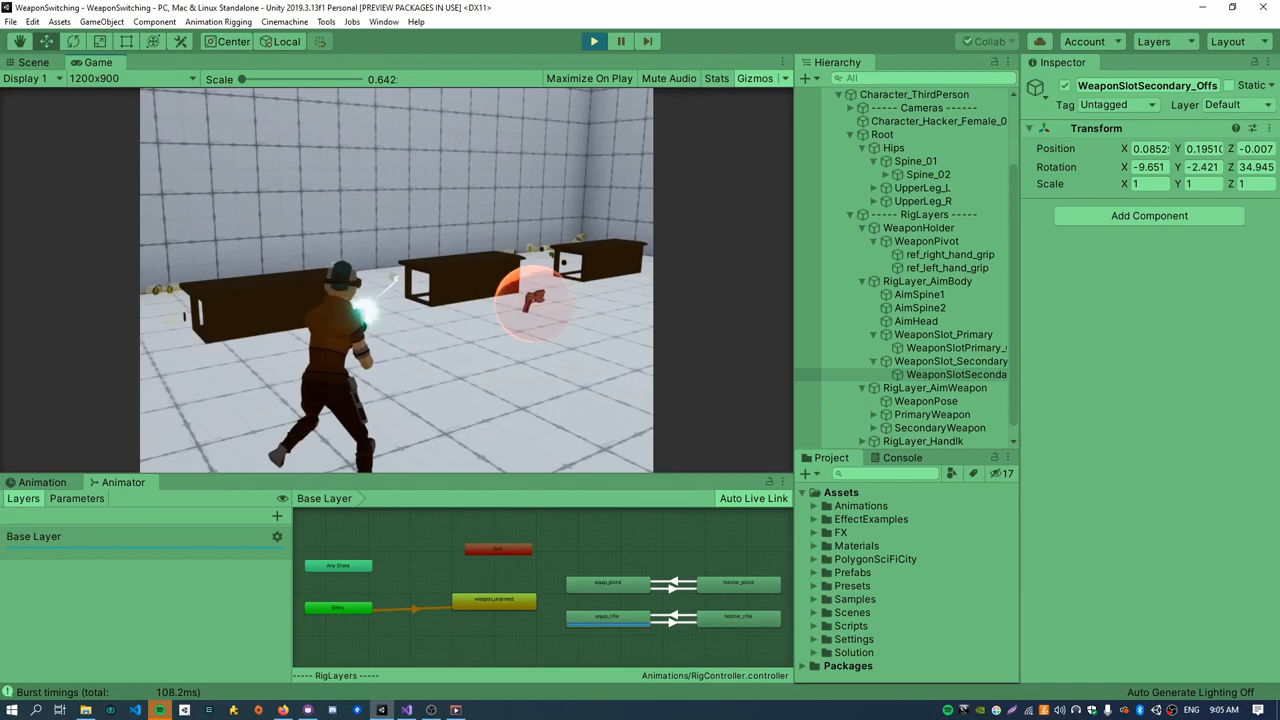 WeaponSwitching - WeaponSwitching - PC, Mac & Linux Standalone - Unity 2019.3.13f1 Personal [PREVIEW PACKAGES IN USE] <DX11>
File Edit Assets GameObject Component Animation Rigging Cinemachine Tools Jobs Window Help
Center Local Collab Account Layers Layout
Scene Game Hierarchy Inspector
Display 1 1200x900 Scale 0.642: Maximize On Play Mute Audio Stats Gizmos All
WeaponSlotSecondary_Offs Static
Tag Untagged Layer Default
Transform
Position X 0.0852 Y 0.1951 Z -0.007
Rotation X -9.651 Y -2.421 Z 34.945
Scale X 1 Y 1 Z 1
Add Component
Character_ThirdPerson
----- Cameras ------
Character_Hacker_Female_0
Root
Hips
Spine_01
Spine_02
UpperLeg_L
UpperLeg_R
----- RigLayers -----
WeaponHolder
WeaponPivot
ref_right_hand_grip
ref_left_hand_grip
RigLayer_AimBody
AimSpine1
AimSpine2
AimHead
WeaponSlot_Primary
WeaponSlotPrimary_
WeaponSlot_Secondary
WeaponSlotSeconda
RigLayer_AimWeapon
WeaponPose
PrimaryWeapon
SecondaryWeapon
RigLayer_HandIk
Project Console
17
Assets
Animations
EffectExamples
FX
Materials
PolygonSciFiCity
Prefabs
Presets
Samples
Scenes
Scripts
Settings
Solution
Packages
Animation Animator
Layers Parameters Base Layer Auto Live Link
Base Layer
Exit
Any State
Entry
weapon_unarmed
equip_pistol holster_pistol
equip_rifle holster_rifle
----- RigLayers ----- Animations/RigController.controller
Burst timings (total: 108.2ms) Auto Generate Lighting Off
9:05 AM